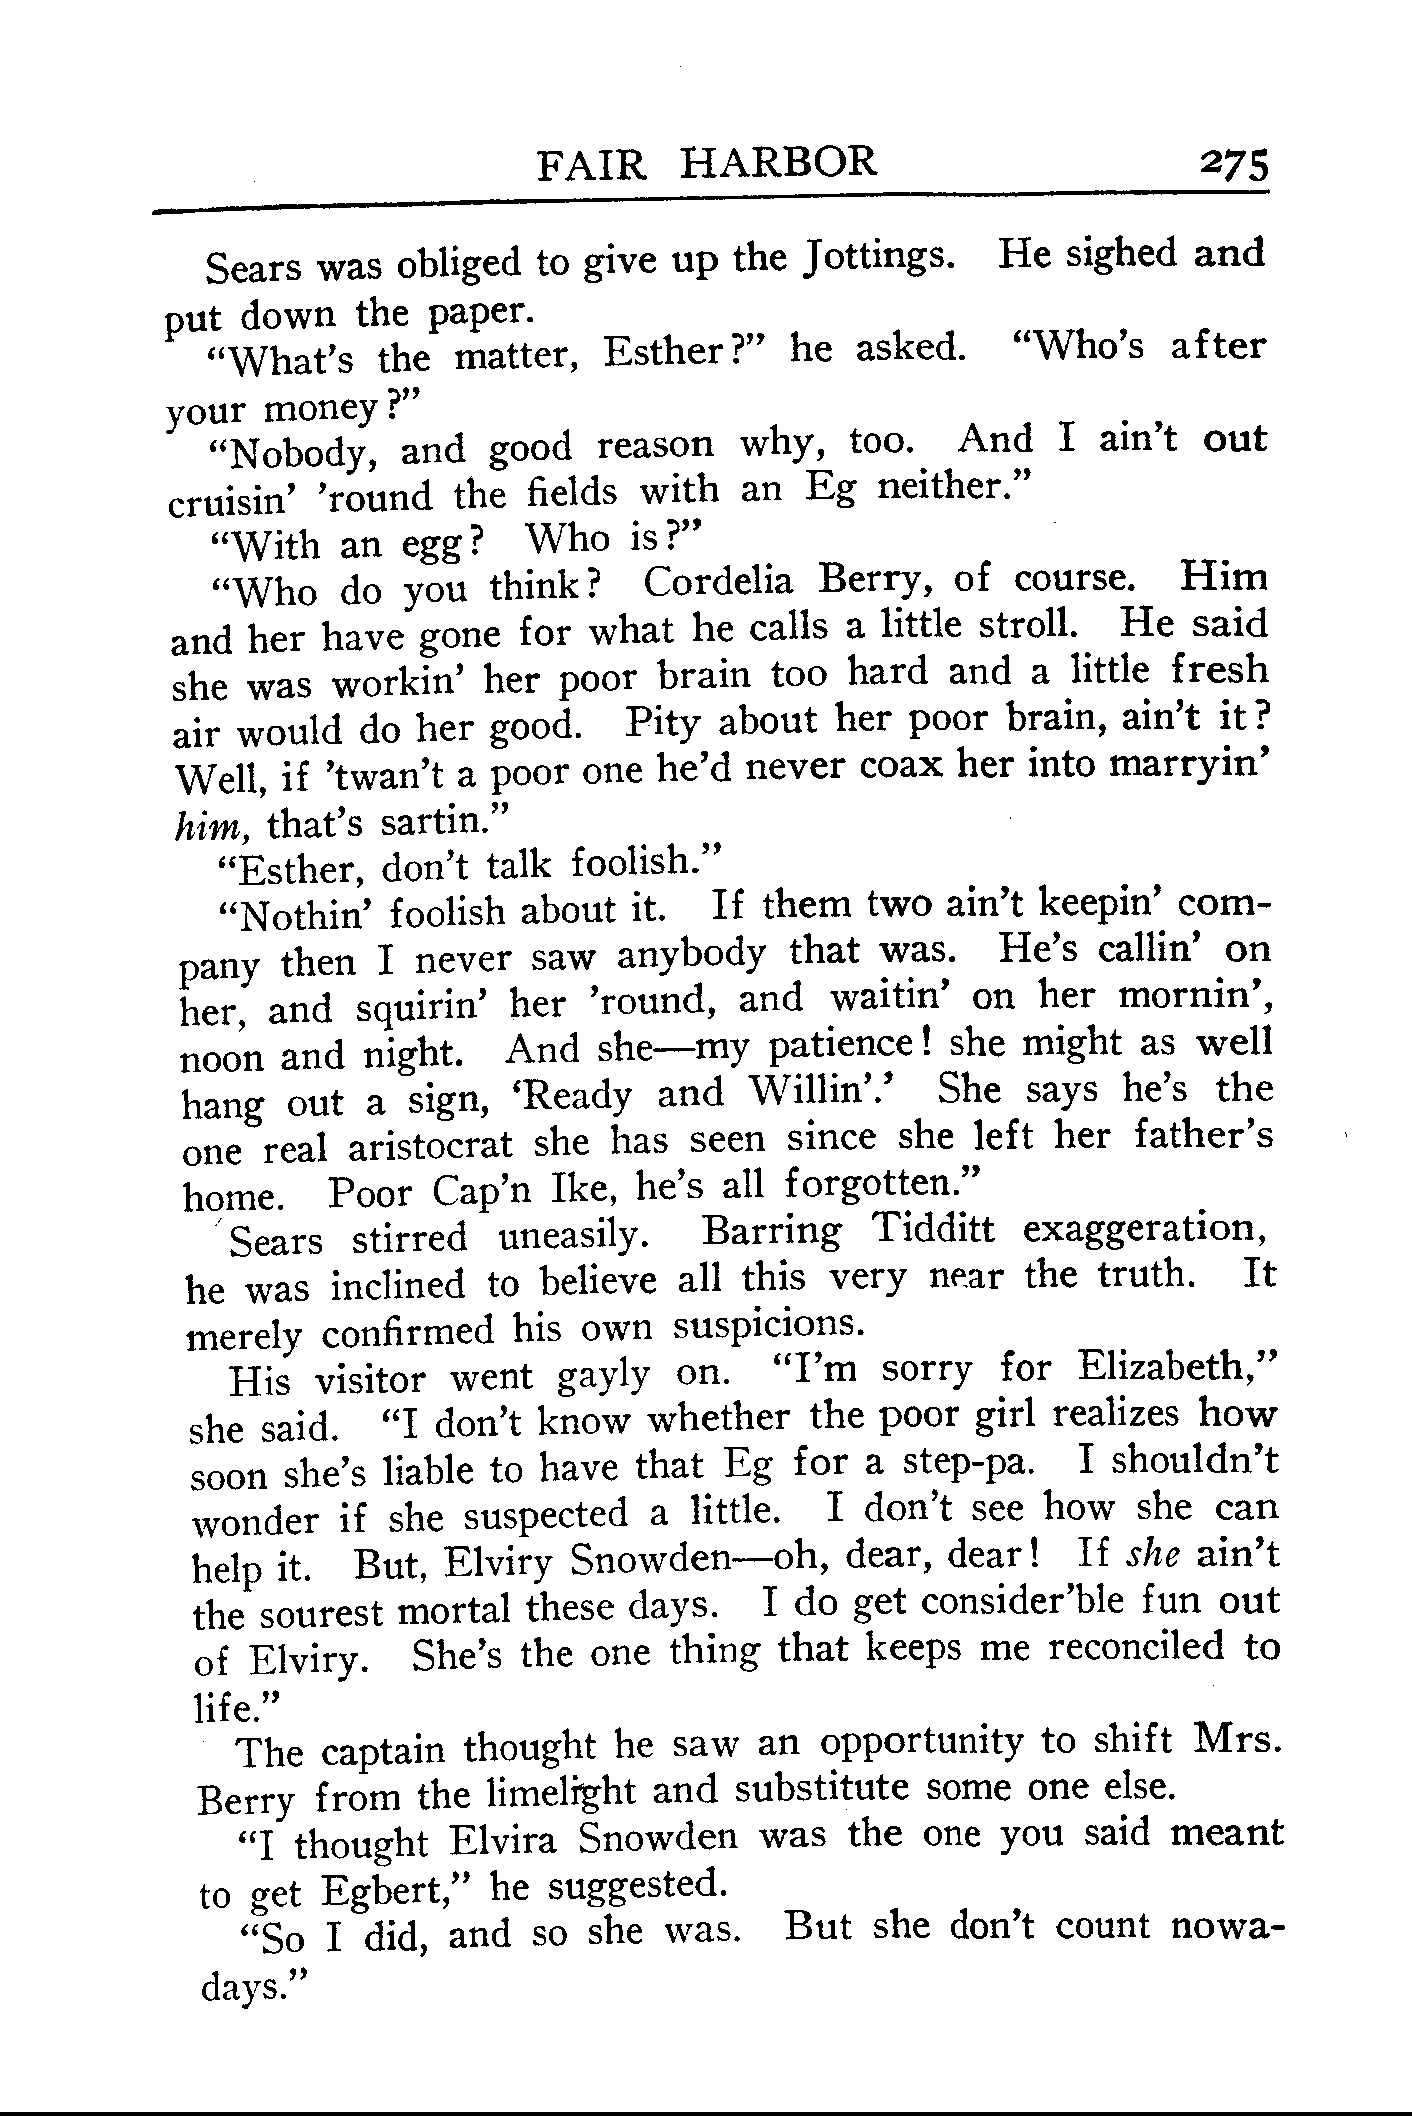 FAIR HARBOR 275
Sears was obliged to give up the Jottings. He sighed and
put down the paper.
“What’s the matter, Esther?” he asked. “Who’s after
your money?”
“Nobody, and good reason why, too. And I ain’t out
cruisin’ ’round the fields with an Eg neither.”
“With an egg? Who is?”
“Who do you think? Cordelia Berry, of course. Him
and her have gone for what he calls a little stroll. He said
she was workin’ her poor brain too hard and a little fresh
air would do her good. Pity about her poor brain, ain’t it?
Well, if ’twan’t a poor one he’d never coax her into marryin’
him, that’s sartin.”
“Esther, don’t talk foolish.”
“Nothin’ foolish about it. If them two ain’t keepin’ com-
pany then I never saw anybody that was. He’s callin’ on
her, and squirin’ her ’round, and waitin’ on her mornin’,
noon and night. And she—my patience! she might as well
hang out a sign, ‘Ready and Willin’.’ She says he’s the
one real aristocrat she has seen since she left her father’s
home. Poor Cap’n Ike, he’s all forgotten.”
Sears stirred uneasily. Barring Tidditt exaggeration,
he was inclined to believe all this very near the truth. It
merely confirmed his own suspicions.
His visitor went gayly on. “I’m sorry for Elizabeth,”
she said. “I don’t know whether the poor girl realizes how
soon she’s liable to have that Eg for a step-pa. I shouldn’t
wonder if she suspected a little. I don’t see how she can
help it. But, Elviry Snowden—oh, dear, dear! If she ain’t
the sourest mortal these days. I do get consider’ble fun out
of Elviry. She’s the one thing that keeps me reconciled to
life.”
The captain thought he saw an opportunity to shift Mrs.
Berry from the limelight and substitute some one else.
“I thought Elvira Snowden was the one you said meant
to get Egbert,” he suggested.
“So I did, and so she was. But she don’t count nowa-
days.”